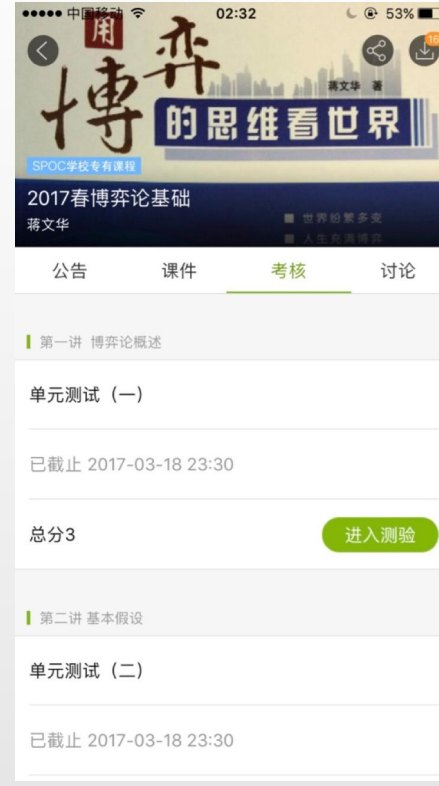 中国移动 02:32 53%
16
用
博弈
蒋文华 著
的思维看世界
SPOC学校专有课程
2017春博弈论基础
蒋文华
■ 世界纷繁多变
■ 人生充满博弈
公告 课件 考核 讨论
第一讲 博弈论概述
单元测试（一）
已截止 2017-03-18 23:30
总分3 进入测验
第二讲 基本假设
单元测试（二）
已截止 2017-03-18 23:30